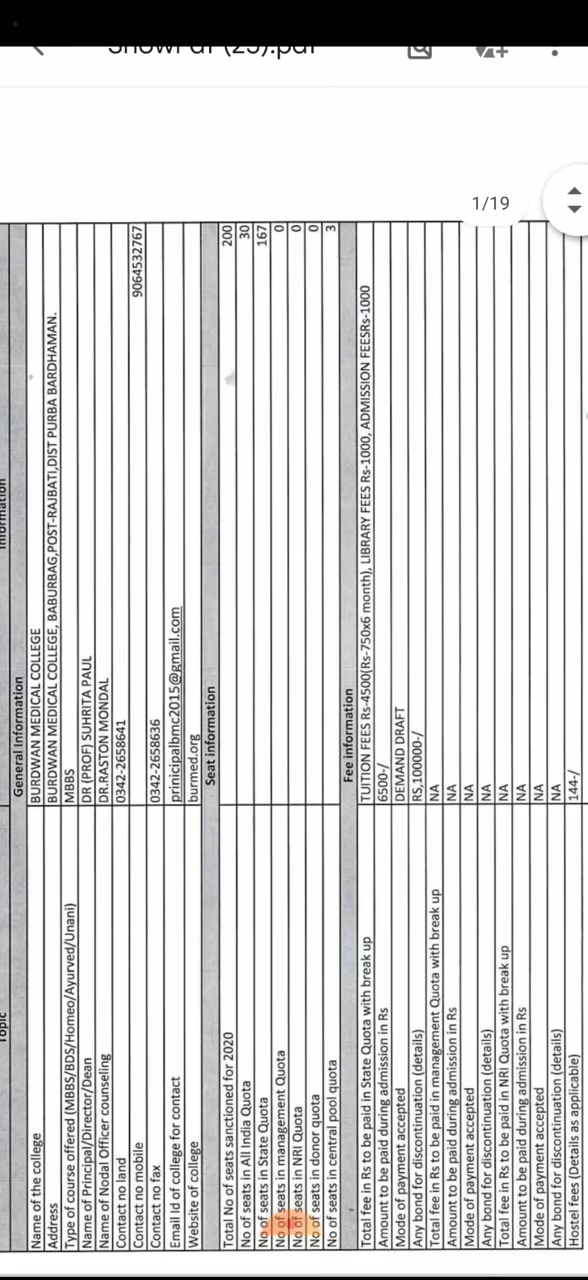 ShowPdf (23).pdf
1/19
Topic Information
General Information
Name of the college BURDWAN MEDICAL COLLEGE
Address BURDWAN MEDICAL COLLEGE, BABURBAG,POST-RAJBATI,DIST PURBA BARDHAMAN.
Type of course offered (MBBS/BDS/Homeo/Ayurved/Unani) MBBS
Name of Principal/Director/Dean DR (PROF) SUHRITA PAUL
Name of Nodal Officer counseling DR.RASTON MONDAL
Contact no land 0342-2658641
Contact no mobile 9064532767
Contact no fax 0342-2658636
Email Id of college for contact prinicipalbmc2015@gmail.com
Website of college burmed.org
Seat information
Total No of seats sanctioned for 2020 200
No of seats in All India Quota 30
No of seats in State Quota 167
No of seats in management Quota 0
No of seats in NRI Quota 0
No of seats in donor quota 0
No of seats in central pool quota 3
Fee information
Total fee in Rs to be paid in State Quota with break up TUITION FEES Rs-4500(Rs-750x6 month), LIBRARY FEES Rs-1000, ADMISSION FEESRs-1000
Amount to be paid during admission in Rs 6500-/
Mode of payment accepted DEMAND DRAFT
Any bond for discontinuation (details) RS,100000-/
Total fee in Rs to be paid in management Quota with break up NA
Amount to be paid during admission in Rs NA
Mode of payment accepted NA
Any bond for discontinuation (details) NA
Total fee in Rs to be paid in NRI Quota with break up NA
Amount to be paid during admission in Rs NA
Mode of payment accepted NA
Any bond for discontinuation (details) NA
Hostel fees (Details as applicable) 144-/